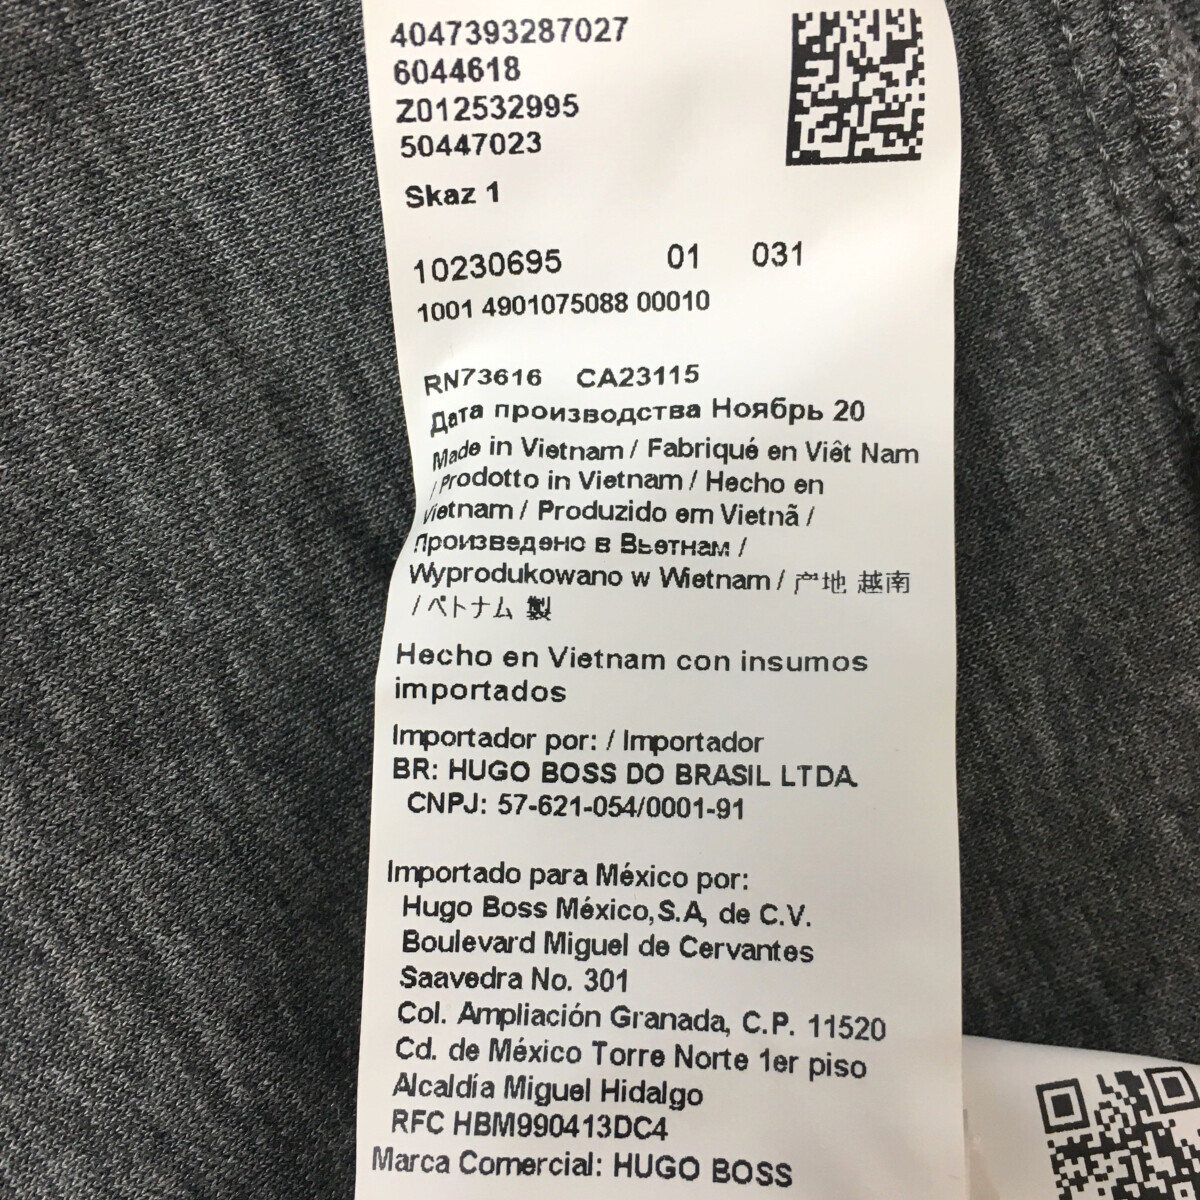 4047393287027
6044618
Z012532995
50447023
Skaz 1
10230695 01 031
1001 4901075088 00010
RN73616 CA23115
Дата производства Ноябрь 20
Made in Vietnam / Fabriqué en Viêt Nam
/ Prodotto in Vietnam / Hecho en
Vietnam / Produzido em Vietnã /
Произведено в Вьетнам /
Wyprodukowano w Wietnam / 产地 越南
/ ベトナム 製
Hecho en Vietnam con insumos
importados
Importador por: / Importador
BR: HUGO BOSS DO BRASIL LTDA
CNPJ: 57-621-054/0001-91
Importado para México por:
Hugo Boss México,S.A, de C.V.
Boulevard Miguel de Cervantes
Saavedra No. 301
Col. Ampliación Granada, C.P. 11520
Cd. de México Torre Norte 1er piso
Alcaldía Miguel Hidalgo
RFC HBM990413DC4
Marca Comercial: HUGO BOSS